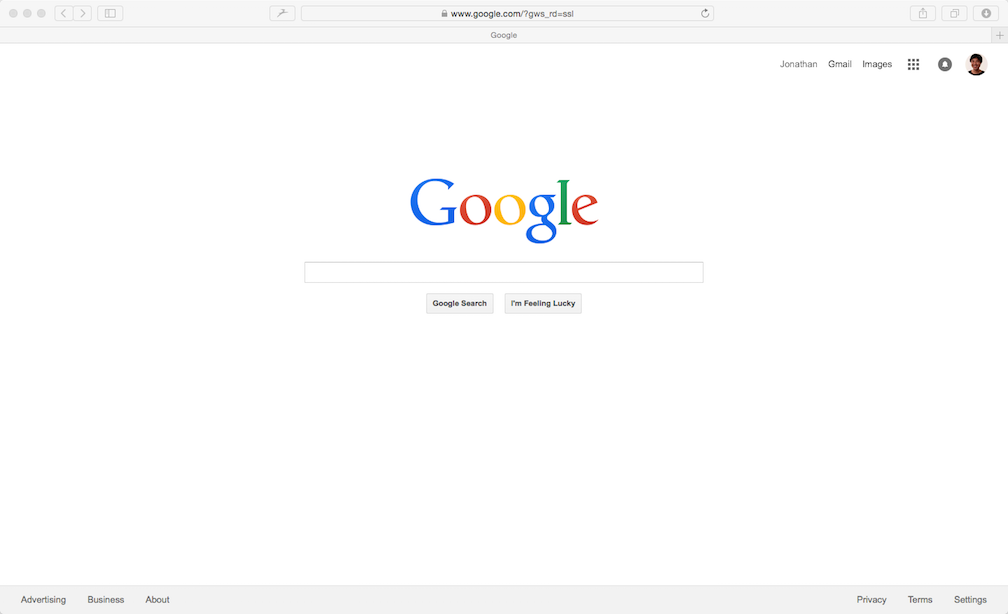 www.google.com/?gws_rd=ssl
Google
Jonathan Gmail Images
Google
Google Search I'm Feeling Lucky
Advertising Business About Privacy Terms Settings